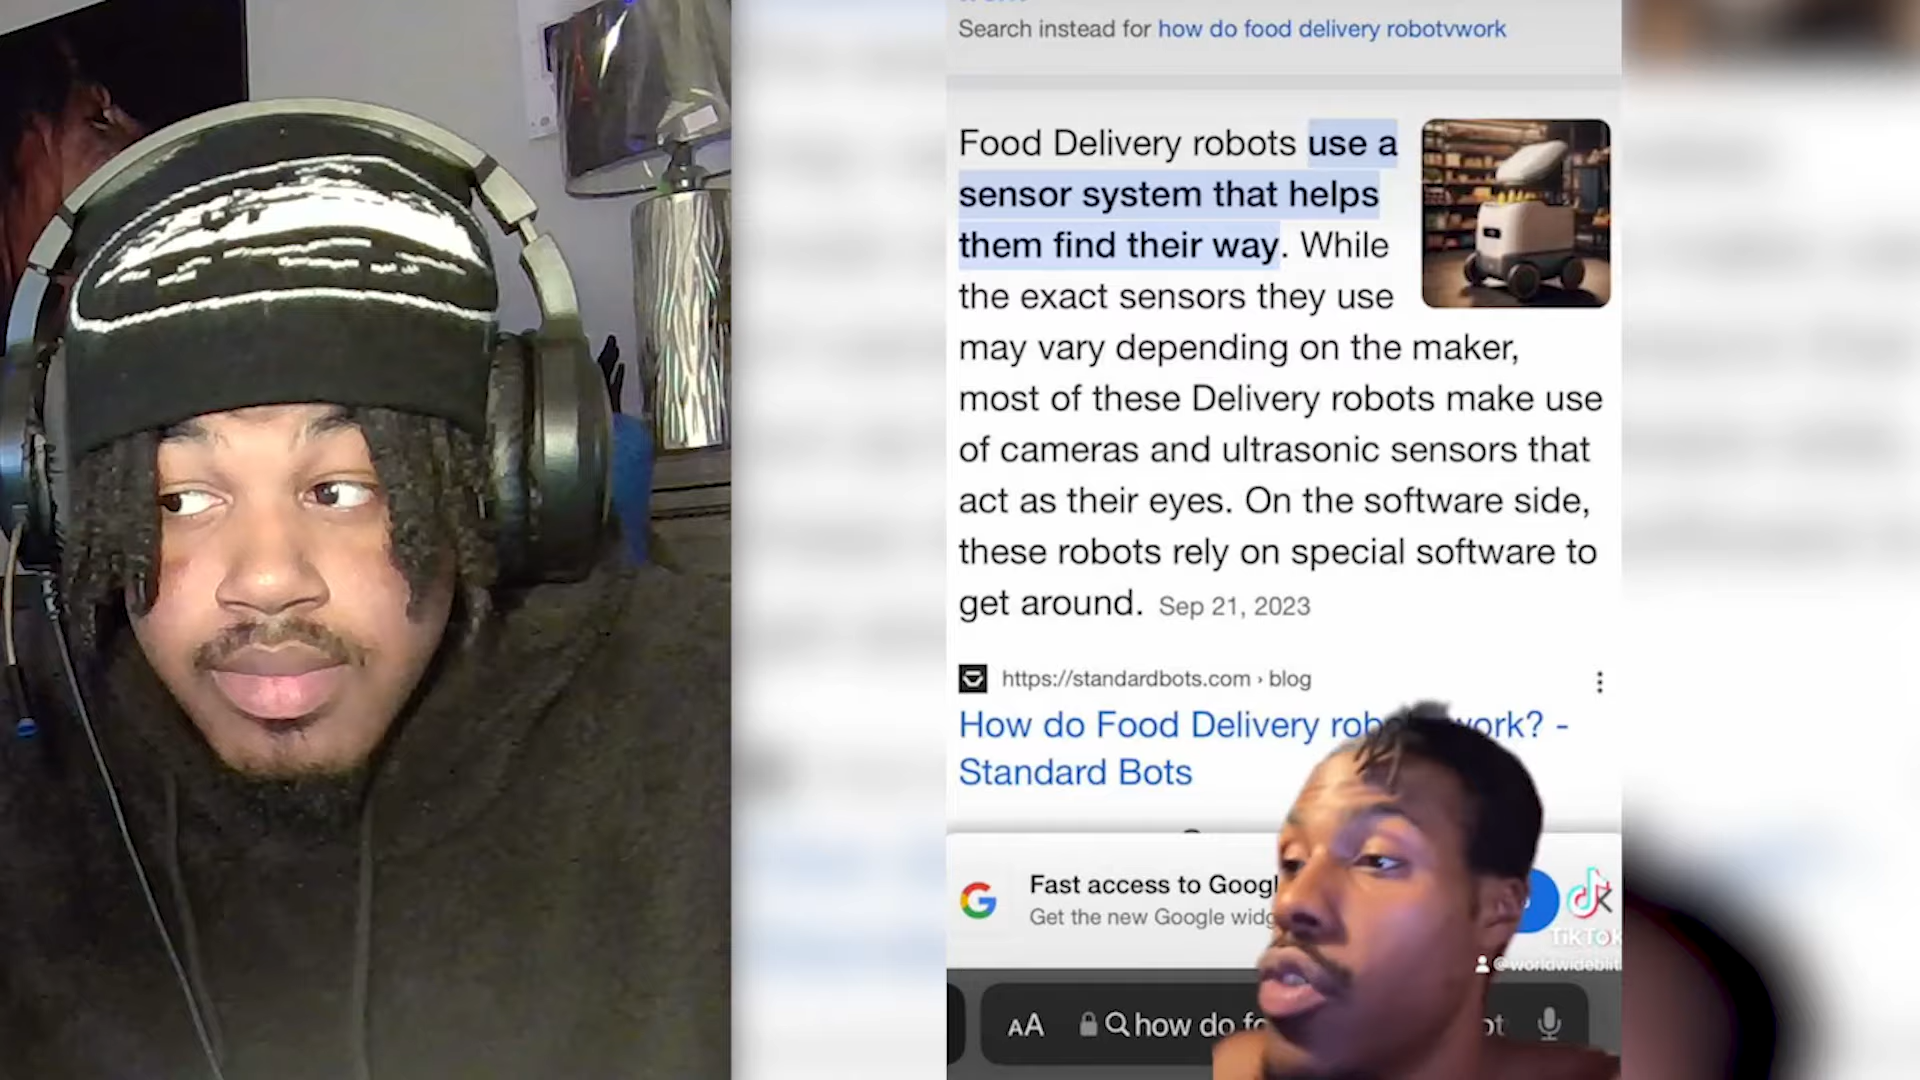 Search instead for how do food delivery robotvwork
Food Delivery robots use a
sensor system that helps
them find their way. While
the exact sensors they use
may vary depending on the maker,
most of these Delivery robots make use
of cameras and ultrasonic sensors that
act as their eyes. On the software side,
these robots rely on special software to
get around. Sep 21, 2023
https://standardbots.com › blog
How do Food Delivery rob work? -
Standard Bots
Fast access to Googl
Get the new Google widg
TikTok
@worldwideblit
AA how do fo ot